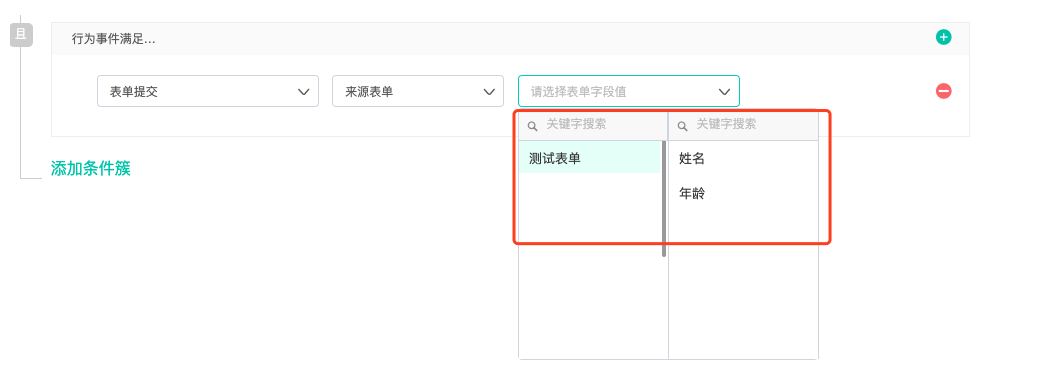 且
行为事件满足...
表单提交
来源表单
请选择表单字段值
关键字搜索
关键字搜索
测试表单
姓名
年龄
添加条件簇